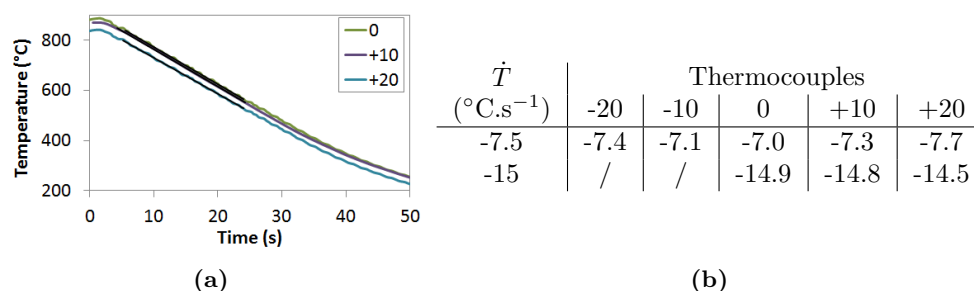 800
600
400
200
0 10 20 30 40 50
Temperature (°C)
Time (s)
0
+10
+20
(a)
Ṫ Thermocouples
(°C.s⁻¹) -20 -10 0 +10 +20
-7.5 -7.4 -7.1 -7.0 -7.3 -7.7
-15 / / -14.9 -14.8 -14.5
(b)